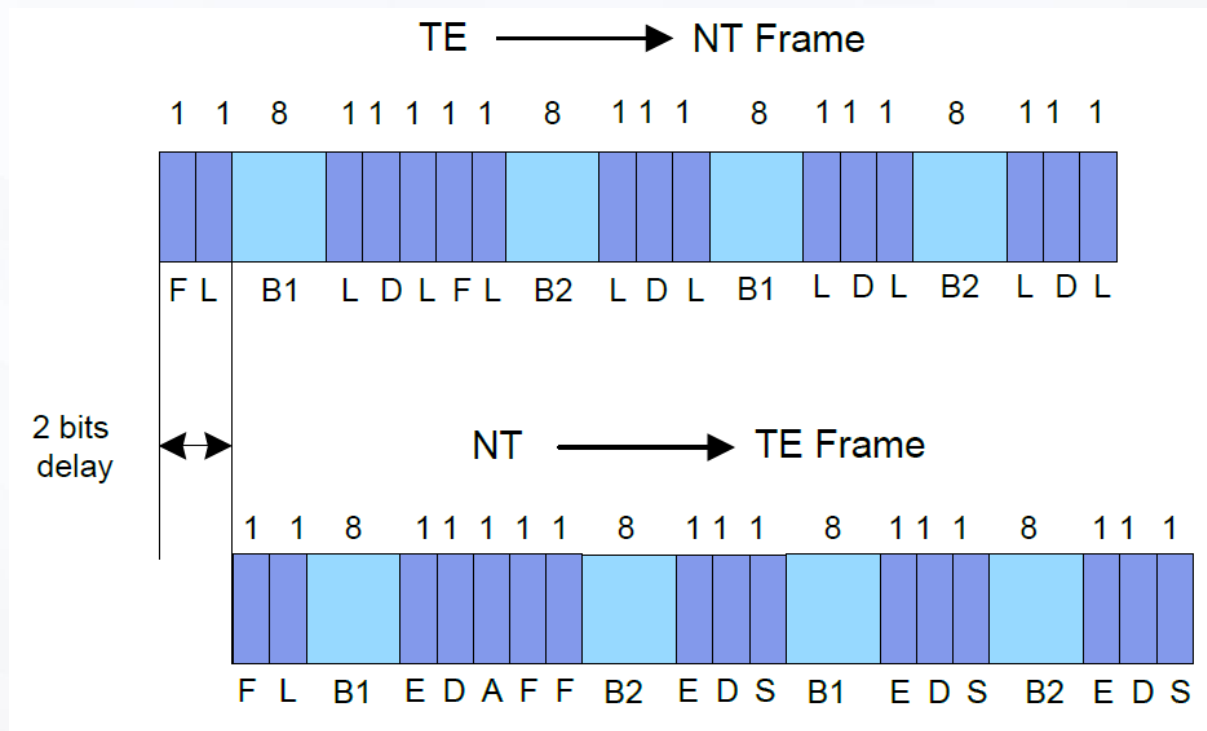 TE NT Frame
1 1 8 1 1 1 1 1 8 1 1 1 8 1 1 1 8 1 1 1
F L B1 L D L F L B2 L D L B1 L D L B2 L D L
2 bits
delay
NT TE Frame
1 1 8 1 1 1 1 1 8 1 1 1 8 1 1 1 8 1 1 1
F L B1 E D A F F B2 E D S B1 E D S B2 E D S